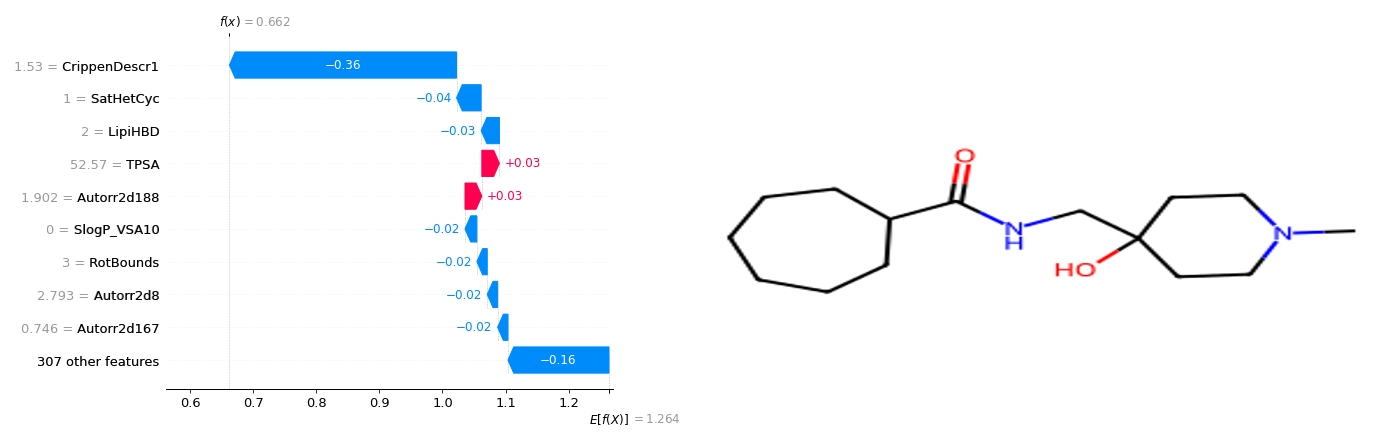 f(x) = 0.662
1.53 = CrippenDescr1
−0.36
1 = SatHetCyc
−0.04
2 = LipiHBD
−0.03
52.57 = TPSA
+0.03
1.902 = Autorr2d188
+0.03
0 = SlogP_VSA10
−0.02
3 = RotBounds
−0.02
2.793 = Autorr2d8
−0.02
0.746 = Autorr2d167
−0.02
307 other features
−0.16
0.6 0.7 0.8 0.9 1.0 1.1 1.2
E[f(X)] = 1.264
O
N
H
HO
N